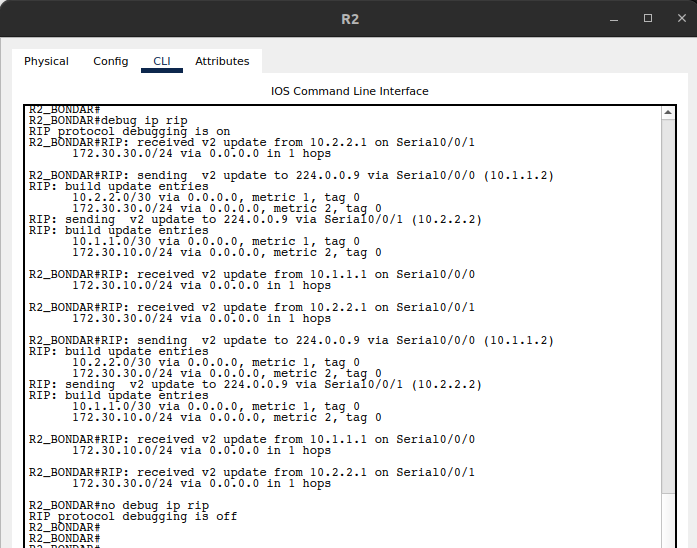 R2
Physical Config CLI Attributes
IOS Command Line Interface
R2_BONDAR#
R2_BONDAR#debug ip rip
RIP protocol debugging is on
R2_BONDAR#RIP: received v2 update from 10.2.2.1 on Serial0/0/1
172.30.30.0/24 via 0.0.0.0 in 1 hops
R2_BONDAR#RIP: sending  v2 update to 224.0.0.9 via Serial0/0/0 (10.1.1.2)
RIP: build update entries
10.2.2.0/30 via 0.0.0.0, metric 1, tag 0
172.30.30.0/24 via 0.0.0.0, metric 2, tag 0
RIP: sending  v2 update to 224.0.0.9 via Serial0/0/1 (10.2.2.2)
RIP: build update entries
10.1.1.0/30 via 0.0.0.0, metric 1, tag 0
172.30.10.0/24 via 0.0.0.0, metric 2, tag 0
R2_BONDAR#RIP: received v2 update from 10.1.1.1 on Serial0/0/0
172.30.10.0/24 via 0.0.0.0 in 1 hops
R2_BONDAR#RIP: received v2 update from 10.2.2.1 on Serial0/0/1
172.30.30.0/24 via 0.0.0.0 in 1 hops
R2_BONDAR#RIP: sending  v2 update to 224.0.0.9 via Serial0/0/0 (10.1.1.2)
RIP: build update entries
10.2.2.0/30 via 0.0.0.0, metric 1, tag 0
172.30.30.0/24 via 0.0.0.0, metric 2, tag 0
RIP: sending  v2 update to 224.0.0.9 via Serial0/0/1 (10.2.2.2)
RIP: build update entries
10.1.1.0/30 via 0.0.0.0, metric 1, tag 0
172.30.10.0/24 via 0.0.0.0, metric 2, tag 0
R2_BONDAR#RIP: received v2 update from 10.1.1.1 on Serial0/0/0
172.30.10.0/24 via 0.0.0.0 in 1 hops
R2_BONDAR#RIP: received v2 update from 10.2.2.1 on Serial0/0/1
172.30.30.0/24 via 0.0.0.0 in 1 hops
R2_BONDAR#no debug ip rip
RIP protocol debugging is off
R2_BONDAR#
R2_BONDAR#
R2_BONDAR#